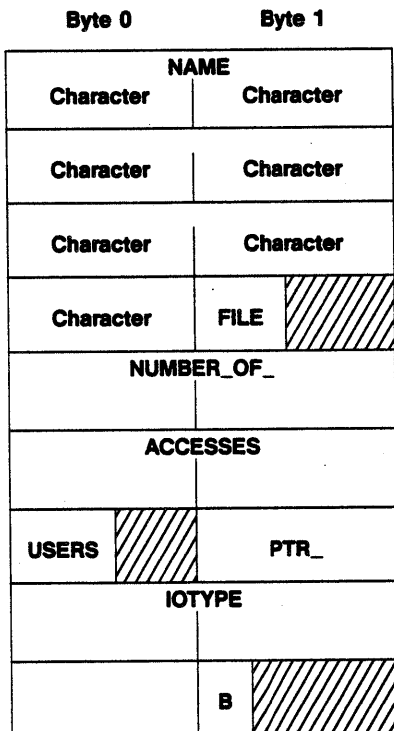 Byte 0 Byte 1
NAME
Character Character
Character Character
Character Character
Character FILE
NUMBER_OF_
ACCESSES
USERS PTR_
IOTYPE
B